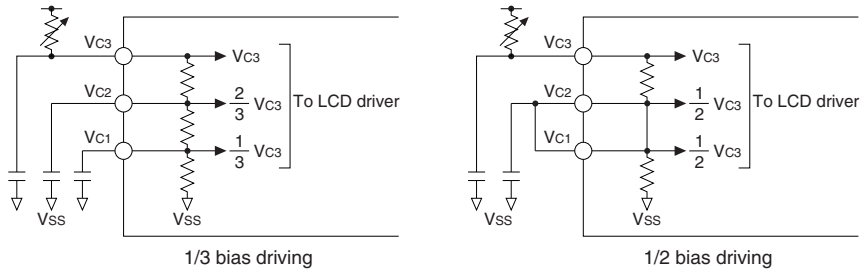 VC3
VC3
VC2
2/3 VC3
To LCD driver
VC1
1/3 VC3
VSS
VSS
1/3 bias driving
VC3
VC3
VC2
1/2 VC3
To LCD driver
VC1
1/2 VC3
VSS
VSS
1/2 bias driving